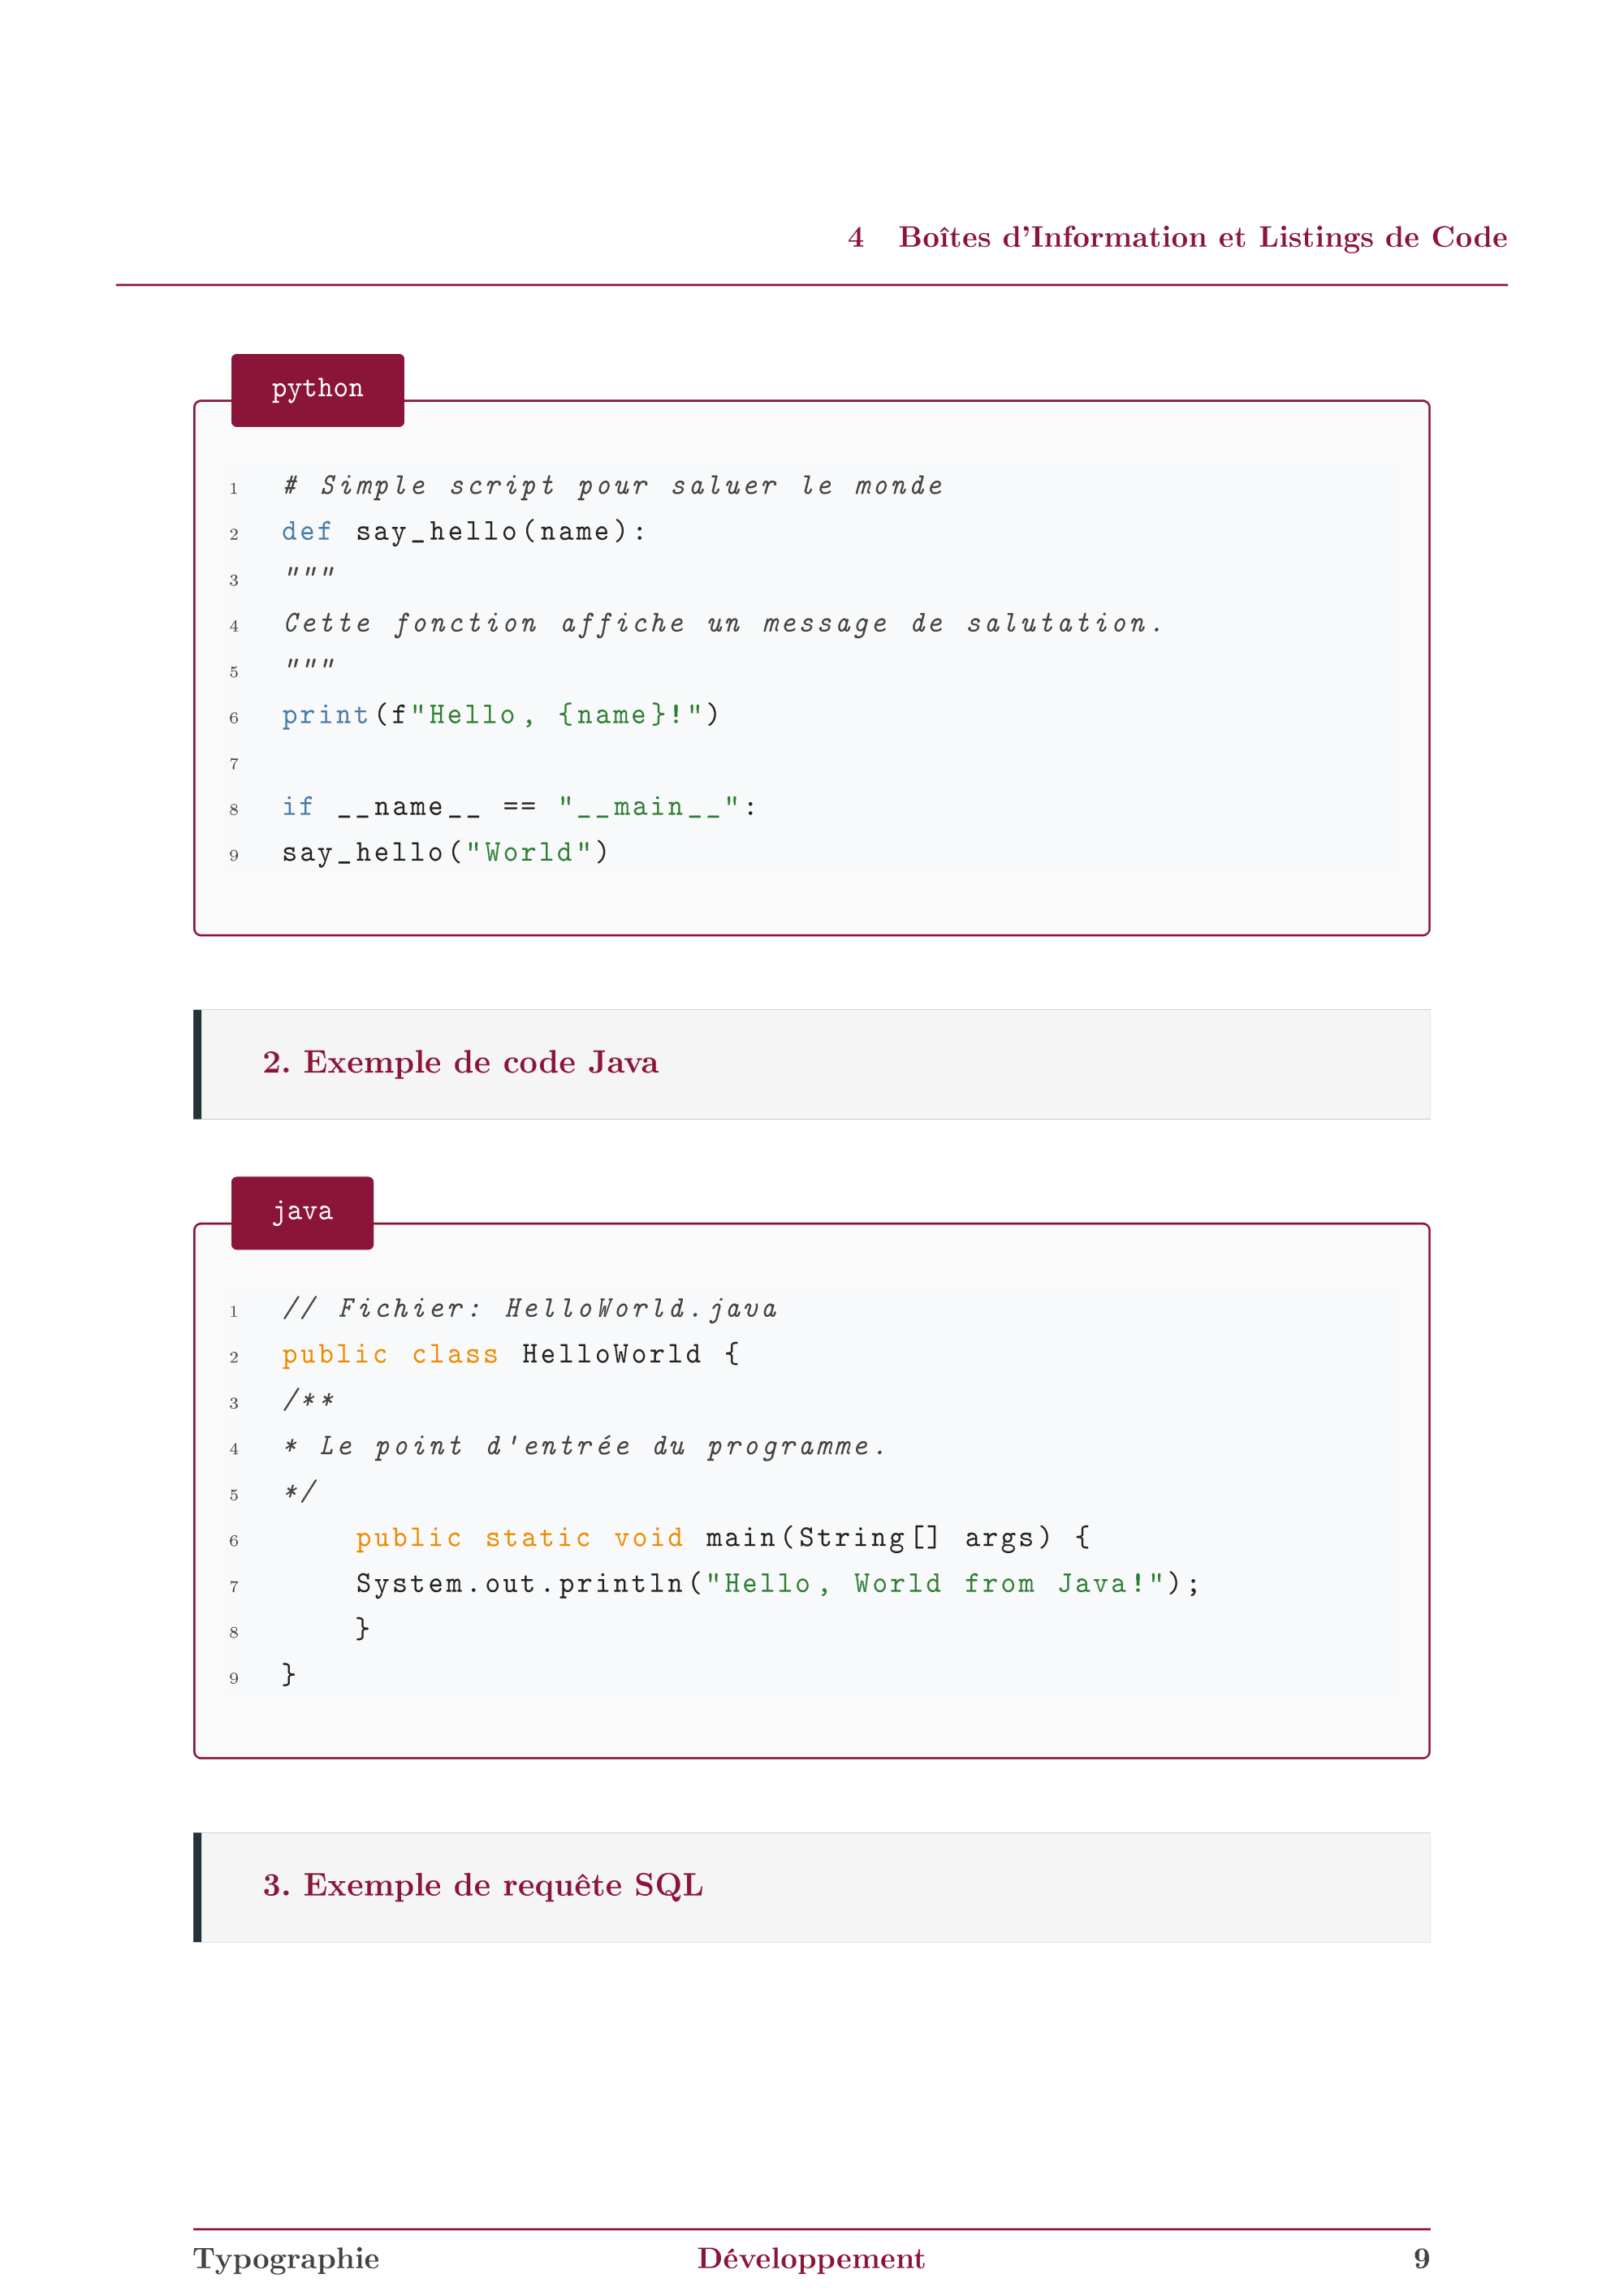 4 Boîtes d'Information et Listings de Code
python
1 # Simple script pour saluer le monde
2 def say_hello(name):
3 """
4 Cette fonction affiche un message de salutation.
5 """
6 print(f"Hello, {name}!")
7
8 if __name__ == "__main__":
9 say_hello("World")
2. Exemple de code Java
java
1 // Fichier: HelloWorld.java
2 public class HelloWorld {
3 /**
4 * Le point d'entrée du programme.
5 */
6     public static void main(String[] args) {
7     System.out.println("Hello, World from Java!");
8     }
9 }
3. Exemple de requête SQL
Typographie Développement 9